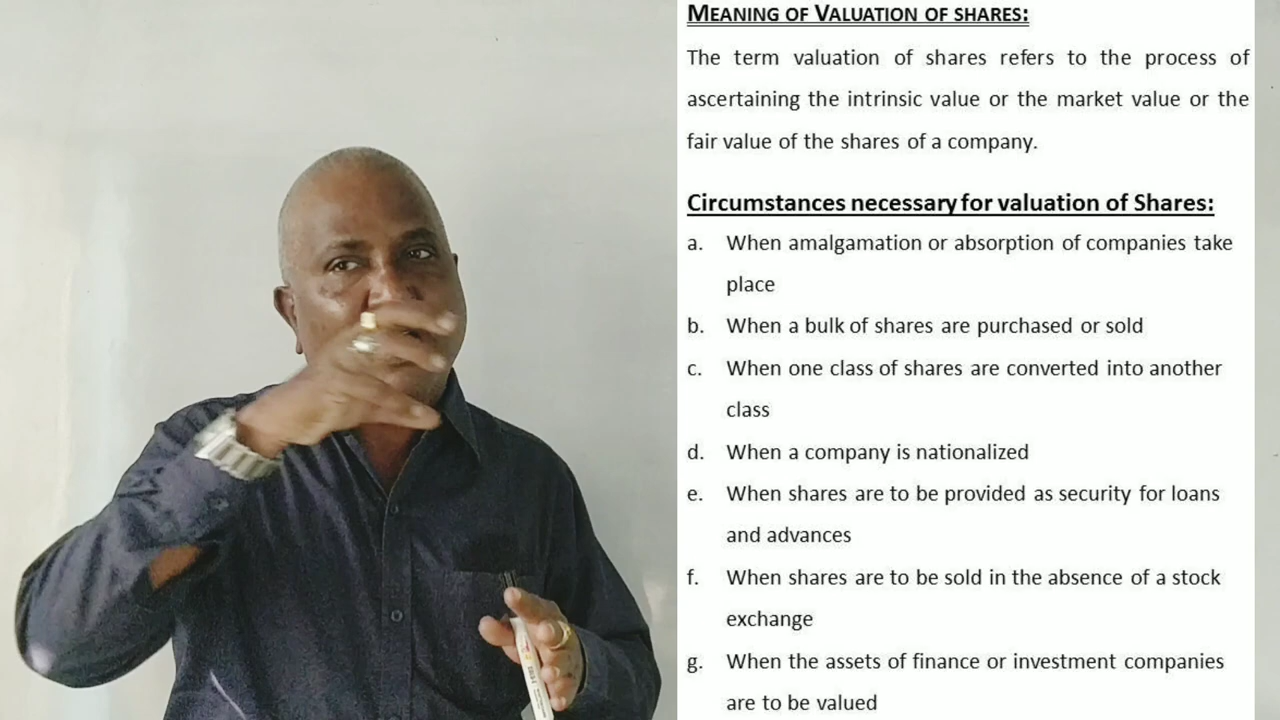 MEANING OF VALUATION OF SHARES:
The term valuation of shares refers to the process of
ascertaining the intrinsic value or the market value or the
fair value of the shares of a company.
Circumstances necessary for valuation of Shares:
a. When amalgamation or absorption of companies take
place
b. When a bulk of shares are purchased or sold
c. When one class of shares are converted into another
class
d. When a company is nationalized
e. When shares are to be provided as security for loans
and advances
f. When shares are to be sold in the absence of a stock
exchange
g. When the assets of finance or investment companies
are to be valued